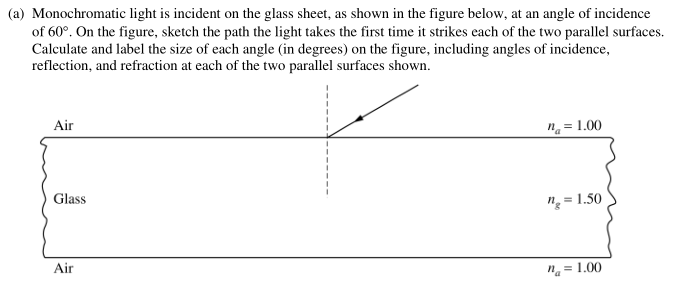 (a) Monochromatic light is incident on the glass sheet, as shown in the figure below, at an angle of incidence
of 60°. On the figure, sketch the path the light takes the first time it strikes each of the two parallel surfaces.
Calculate and label the size of each angle (in degrees) on the figure, including angles of incidence,
reflection, and refraction at each of the two parallel surfaces shown.
Air nₐ = 1.00
Glass n_g = 1.50
Air nₐ = 1.00